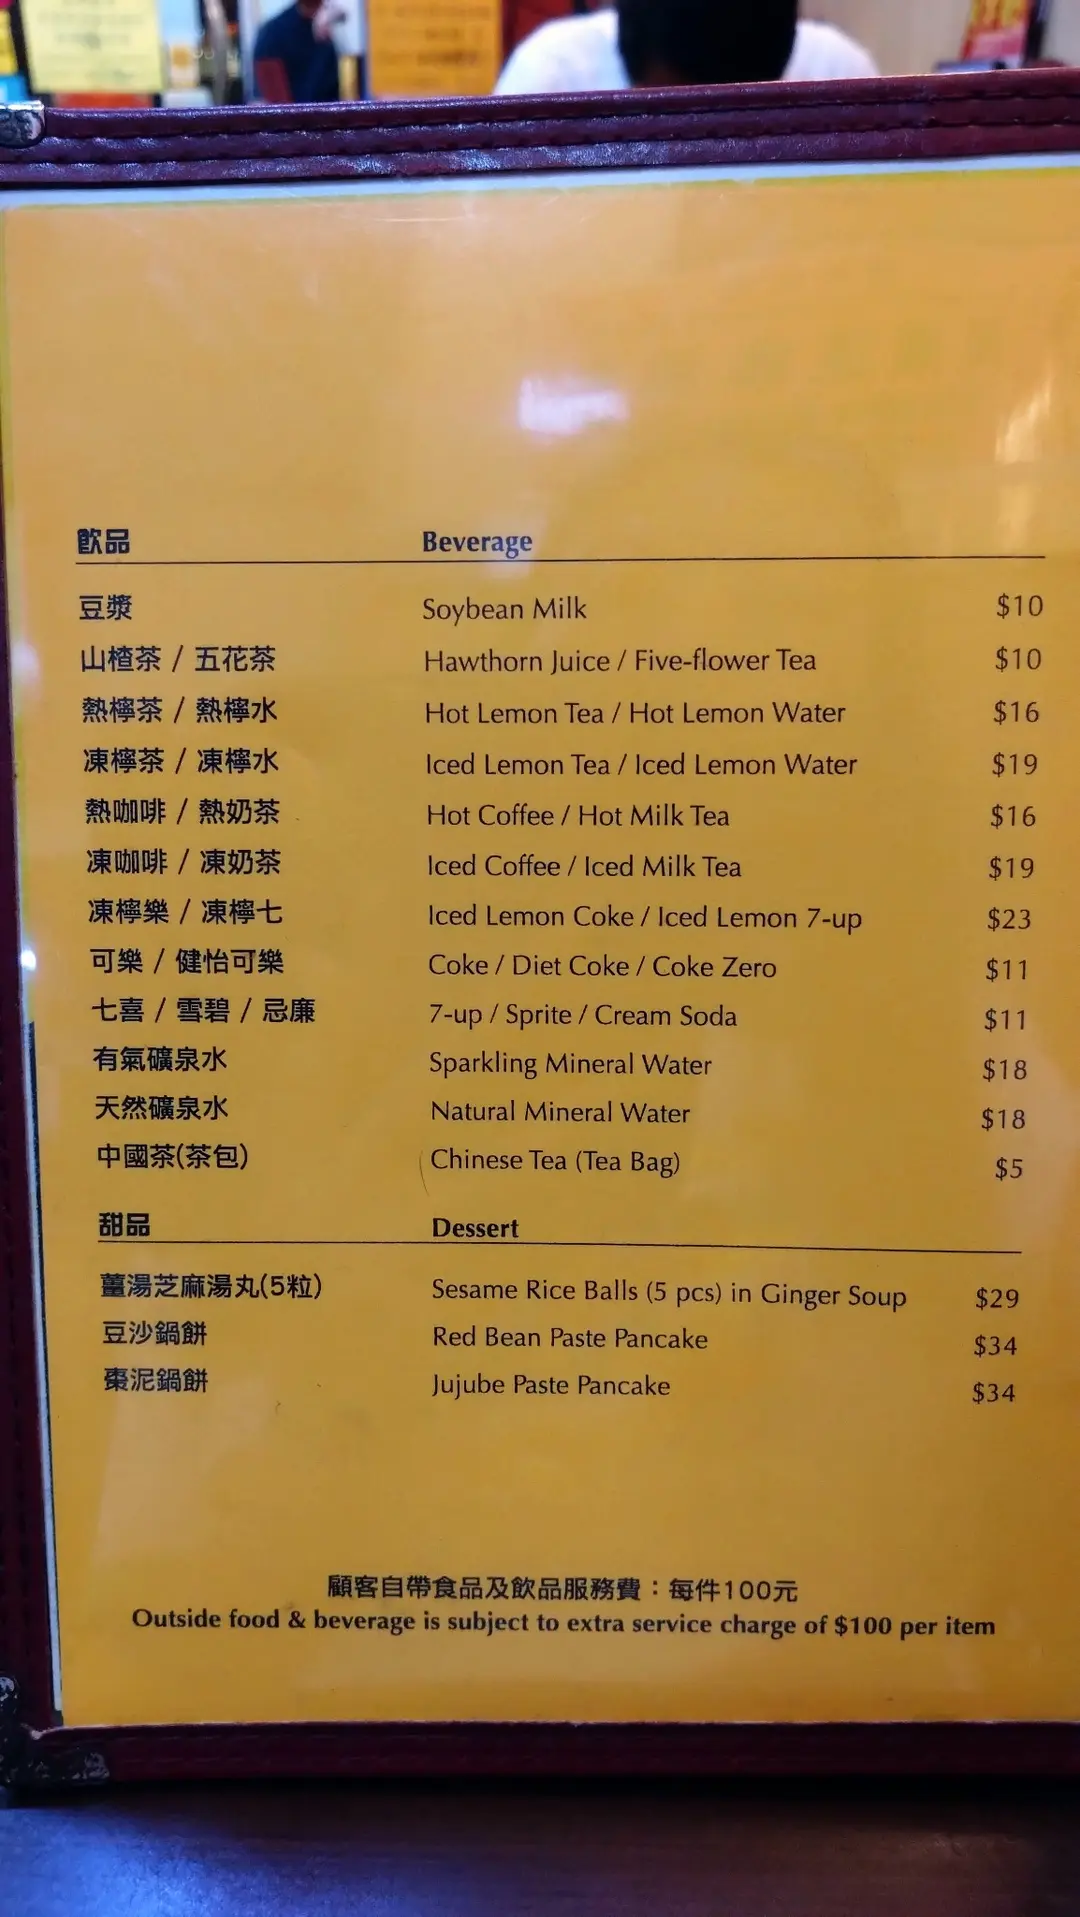 飲品 Beverage
豆漿 Soybean Milk $10
山楂茶 / 五花茶 Hawthorn Juice / Five-flower Tea $10
熱檸茶 / 熱檸水 Hot Lemon Tea / Hot Lemon Water $16
凍檸茶 / 凍檸水 Iced Lemon Tea / Iced Lemon Water $19
熱咖啡 / 熱奶茶 Hot Coffee / Hot Milk Tea $16
凍咖啡 / 凍奶茶 Iced Coffee / Iced Milk Tea $19
凍檸樂 / 凍檸七 Iced Lemon Coke / Iced Lemon 7-up $23
可樂 / 健怡可樂 Coke / Diet Coke / Coke Zero $11
七喜 / 雪碧 / 忌廉 7-up / Sprite / Cream Soda $11
有氣礦泉水 Sparkling Mineral Water $18
天然礦泉水 Natural Mineral Water $18
中國茶(茶包) Chinese Tea (Tea Bag) $5
甜品 Dessert
薑湯芝麻湯丸(5粒) Sesame Rice Balls (5 pcs) in Ginger Soup $29
豆沙鍋餅 Red Bean Paste Pancake $34
棗泥鍋餅 Jujube Paste Pancake $34
顧客自帶食品及飲品服務費：每件100元
Outside food & beverage is subject to extra service charge of $100 per item